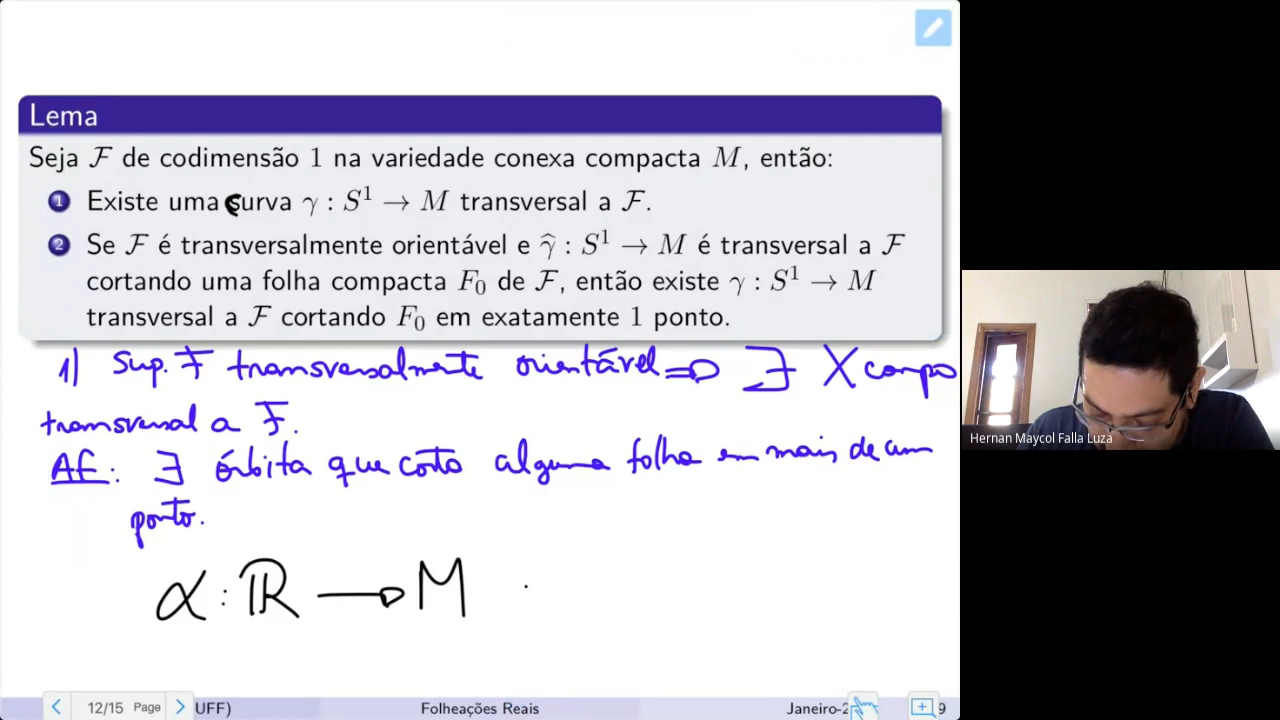 Lema
Seja F de codimensão 1 na variedade conexa compacta M, então:
1 Existe uma curva γ : S¹ → M transversal a F.
2 Se F é transversalmente orientável e γ̂ : S¹ → M é transversal a F
cortando uma folha compacta F₀ de F, então existe γ : S¹ → M
transversal a F cortando F₀ em exatamente 1 ponto.
1) Sup. F transversalmente orientável ⇒ ∃ X campo
transversal a F.
Af: ∃ órbita que corta alguma folha em mais de um
ponto.
α : ℝ → M
Hernan Maycol Falla Luza
12/15 Page UFF) Folheações Reais Janeiro-2 9